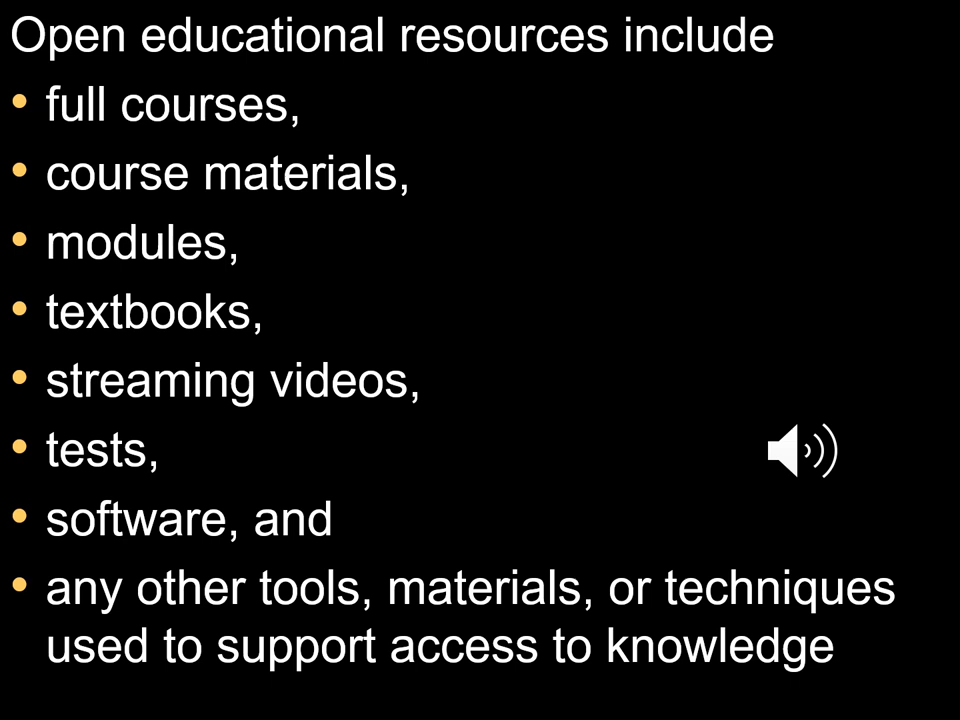 Open educational resources include
• full courses,
• course materials,
• modules,
• textbooks,
• streaming videos,
• tests,
• software, and
• any other tools, materials, or techniques
used to support access to knowledge